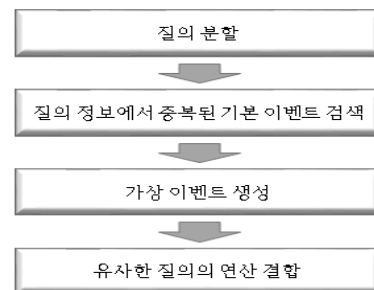 질의 분할
질의 정보에서 중복된 기본 이벤트 검색
가상 이벤트 생성
유사한 질의의 연산 결합